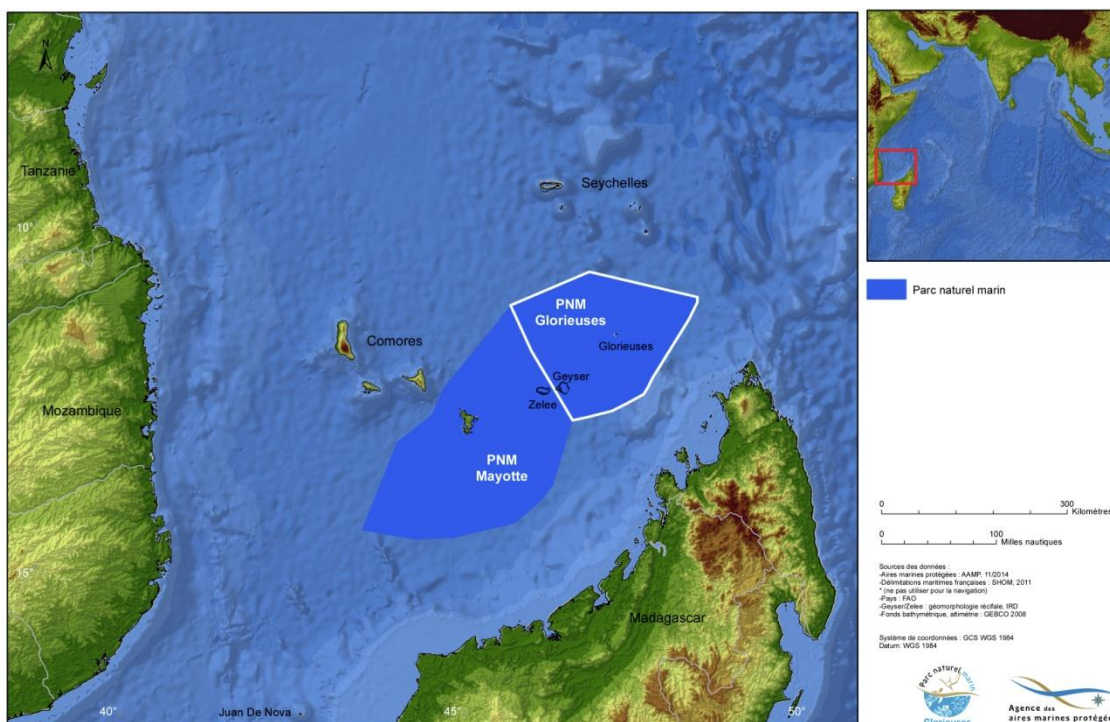 N
Tanzanie
Seychelles
10°
PNM
Glorieuses
Glorieuses
Comores
Geyser
Zelee
Mozambique
PNM
Mayotte
15°
Madagascar
40°
45°
50°
Juan De Nova
Parc naturel marin
0 300
Kilomètres
0 100
Milles nautiques
Sources des données :
-Aires marines protégées : AAMP, 11/2014
-Délimitations maritimes françaises : SHOM, 2011
* (ne pas utiliser pour la navigation)
-Pays : FAO
-Geyser/Zelee : géomorphologie récifale, IRD
-Fonds bathymétrique, altimétrie : GEBCO 2008
Système de coordonnées : GCS WGS 1984
Datum: WGS 1984
Parc naturel marin
Glorieuses
Agence des
aires marines protégées